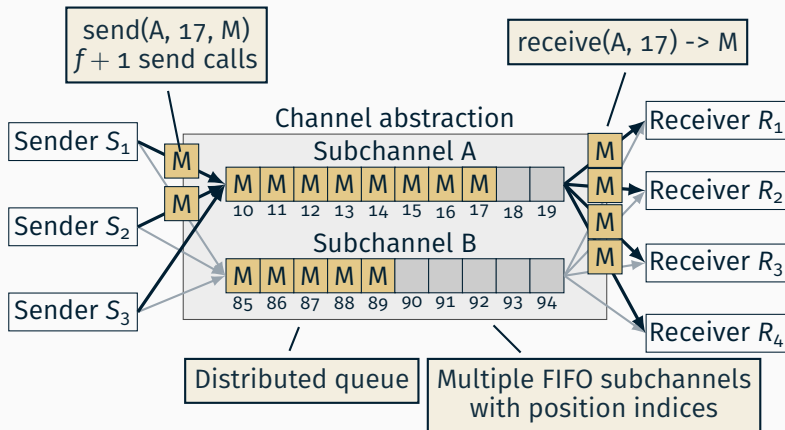 send(A, 17, M)
f + 1 send calls
receive(A, 17) -> M
Channel abstraction
Sender S1
Sender S2
Sender S3
M
M
Subchannel A
M M M M M M M M
10 11 12 13 14 15 16 17 18 19
Subchannel B
M M M M M
85 86 87 88 89 90 91 92 93 94
M
M
M
M
Receiver R1
Receiver R2
Receiver R3
Receiver R4
Distributed queue
Multiple FIFO subchannels
with position indices